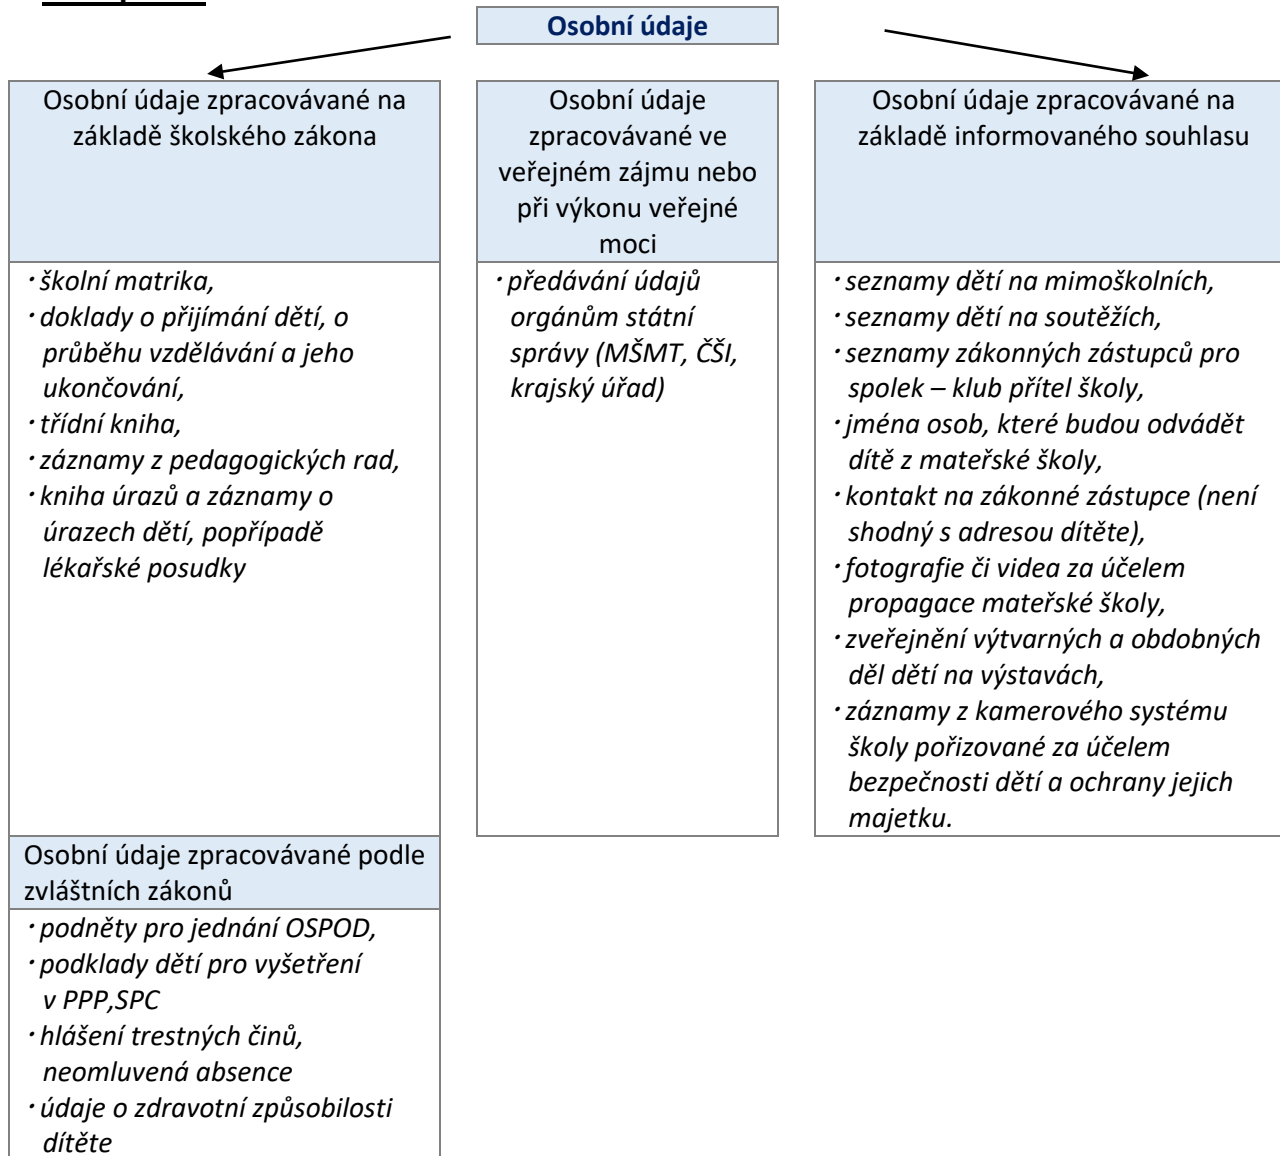 Osobní údaje
Osobní údaje zpracovávané na
základě školského zákona
· školní matrika,
· doklady o přijímání dětí, o
průběhu vzdělávání a jeho
ukončování,
· třídní kniha,
· záznamy z pedagogických rad,
· kniha úrazů a záznamy o
úrazech dětí, popřípadě
lékařské posudky
Osobní údaje
zpracovávané ve
veřejném zájmu nebo
při výkonu veřejné
moci
· předávání údajů
orgánům státní
správy (MŠMT, ČŠI,
krajský úřad)
Osobní údaje zpracovávané na
základě informovaného souhlasu
· seznamy dětí na mimoškolních,
· seznamy dětí na soutěžích,
· seznamy zákonných zástupců pro
spolek – klub přítel školy,
· jména osob, které budou odvádět
dítě z mateřské školy,
· kontakt na zákonné zástupce (není
shodný s adresou dítěte),
· fotografie či videa za účelem
propagace mateřské školy,
· zveřejnění výtvarných a obdobných
děl dětí na výstavách,
· záznamy z kamerového systému
školy pořizované za účelem
bezpečnosti dětí a ochrany jejich
majetku.
Osobní údaje zpracovávané podle
zvláštních zákonů
· podněty pro jednání OSPOD,
· podklady dětí pro vyšetření
v PPP,SPC
· hlášení trestných činů,
neomluvená absence
· údaje o zdravotní způsobilosti
dítěte